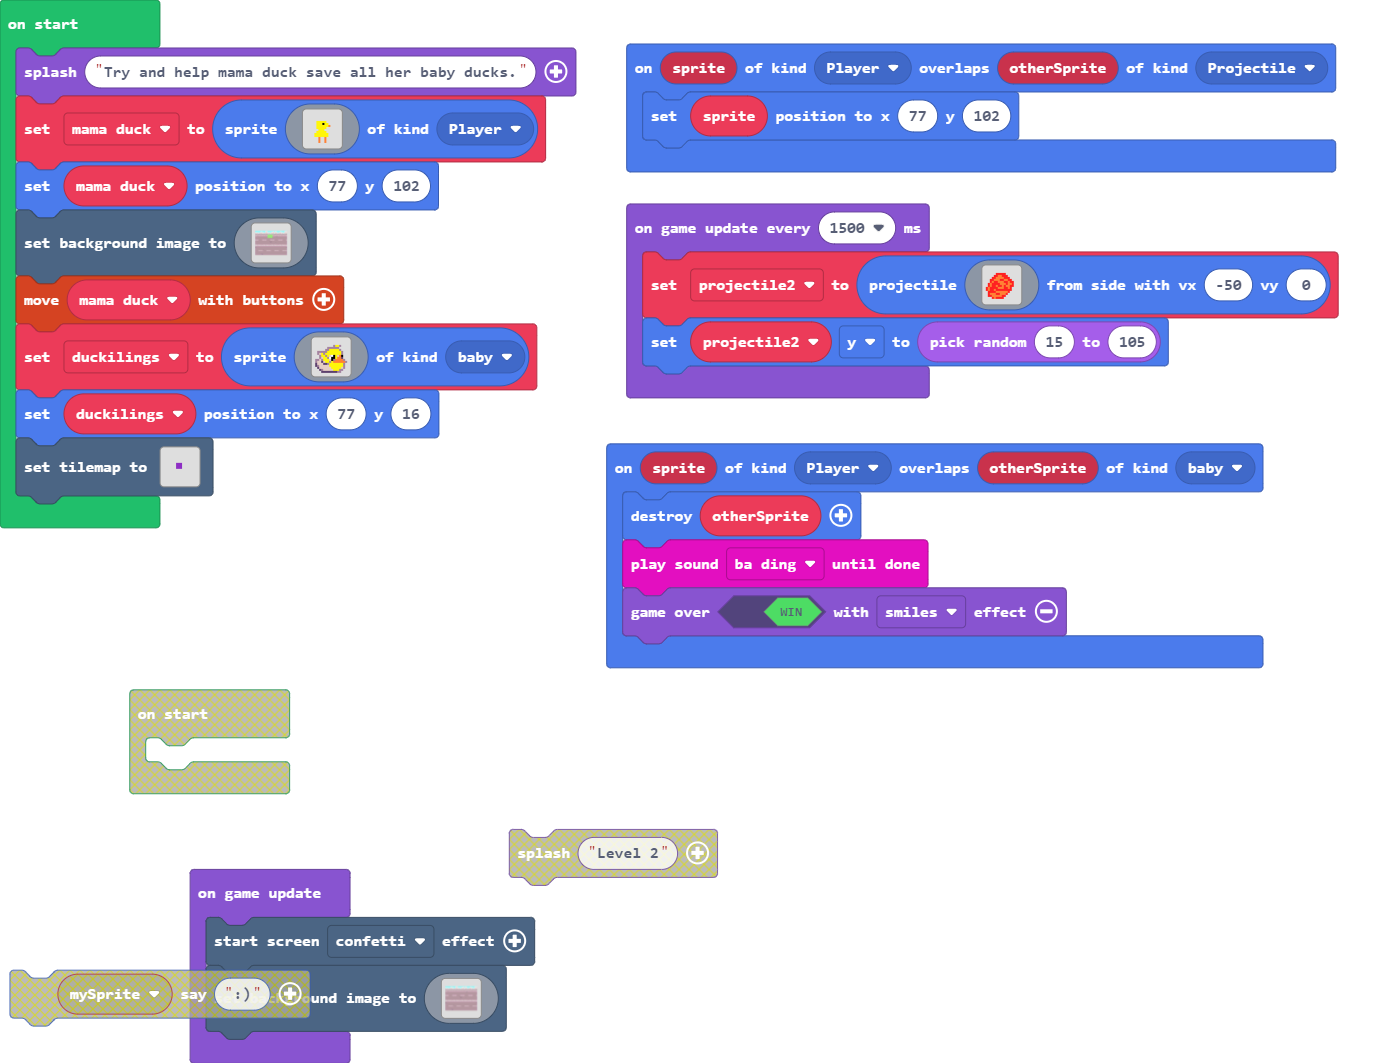 on start
splash "Try and help mama duck save all her baby ducks."
set mama duck to sprite of kind Player
set mama duck position to x 77 y 102
set background image to
move mama duck with buttons
set duckilings to sprite of kind baby
set duckilings position to x 77 y 16
set tilemap to
on sprite of kind Player overlaps otherSprite of kind Projectile
set sprite position to x 77 y 102
on game update every 1500 ms
set projectile2 to projectile from side with vx -50 vy 0
set projectile2 y to pick random 15 to 105
on sprite of kind Player overlaps otherSprite of kind baby
destroy otherSprite
play sound ba ding until done
game over WIN with smiles effect
on start
splash "Level 2"
on game update
start screen confetti effect
mySprite say ":)"
ound image to